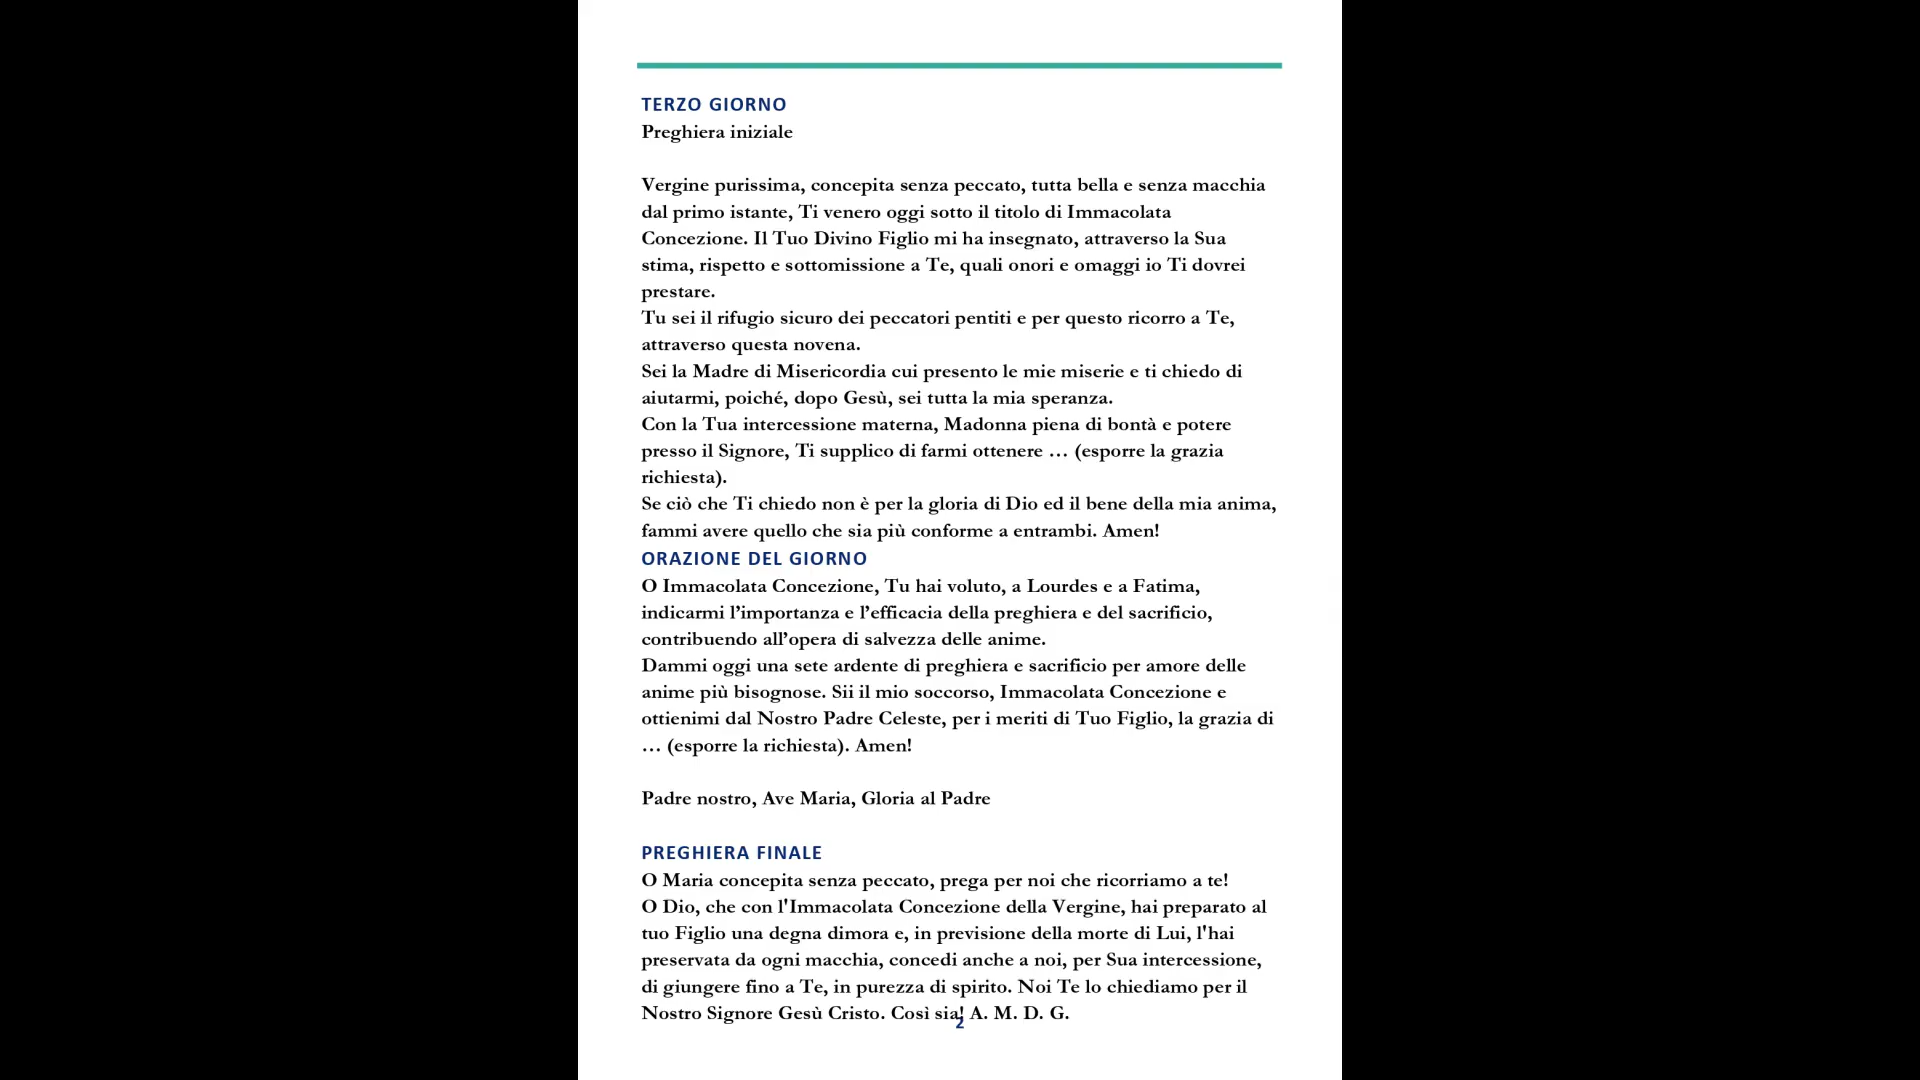 TERZO GIORNO
Preghiera iniziale
Vergine purissima, concepita senza peccato, tutta bella e senza macchia
dal primo istante, Ti venero oggi sotto il titolo di Immacolata
Concezione. Il Tuo Divino Figlio mi ha insegnato, attraverso la Sua
stima, rispetto e sottomissione a Te, quali onori e omaggi io Ti dovrei
prestare.
Tu sei il rifugio sicuro dei peccatori pentiti e per questo ricorro a Te,
attraverso questa novena.
Sei la Madre di Misericordia cui presento le mie miserie e ti chiedo di
aiutarmi, poiché, dopo Gesù, sei tutta la mia speranza.
Con la Tua intercessione materna, Madonna piena di bontà e potere
presso il Signore, Ti supplico di farmi ottenere … (esporre la grazia
richiesta).
Se ciò che Ti chiedo non è per la gloria di Dio ed il bene della mia anima,
fammi avere quello che sia più conforme a entrambi. Amen!
ORAZIONE DEL GIORNO
O Immacolata Concezione, Tu hai voluto, a Lourdes e a Fatima,
indicarmi l’importanza e l’efficacia della preghiera e del sacrificio,
contribuendo all’opera di salvezza delle anime.
Dammi oggi una sete ardente di preghiera e sacrificio per amore delle
anime più bisognose. Sii il mio soccorso, Immacolata Concezione e
ottienimi dal Nostro Padre Celeste, per i meriti di Tuo Figlio, la grazia di
… (esporre la richiesta). Amen!
Padre nostro, Ave Maria, Gloria al Padre
PREGHIERA FINALE
O Maria concepita senza peccato, prega per noi che ricorriamo a te!
O Dio, che con l'Immacolata Concezione della Vergine, hai preparato al
tuo Figlio una degna dimora e, in previsione della morte di Lui, l'hai
preservata da ogni macchia, concedi anche a noi, per Sua intercessione,
di giungere fino a Te, in purezza di spirito. Noi Te lo chiediamo per il
Nostro Signore Gesù Cristo. Così sia! A. M. D. G.
2